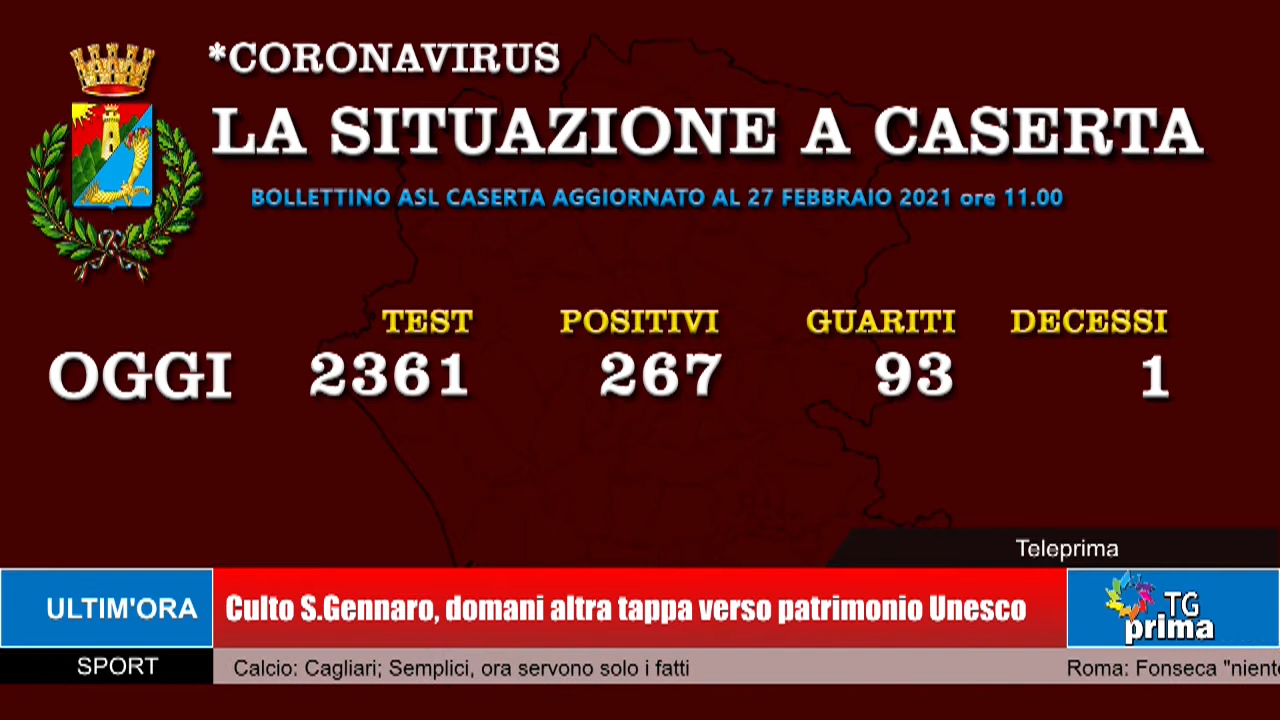 *CORONAVIRUS
LA SITUAZIONE A CASERTA
BOLLETTINO ASL CASERTA AGGIORNATO AL 27 FEBBRAIO 2021 ore 11.00
TEST POSITIVI GUARITI DECESSI
OGGI 2361 267 93 1
Teleprima
ULTIM'ORA Culto S.Gennaro, domani altra tappa verso patrimonio Unesco TG prima
SPORT Calcio: Cagliari; Semplici, ora servono solo i fatti Roma: Fonseca "niente